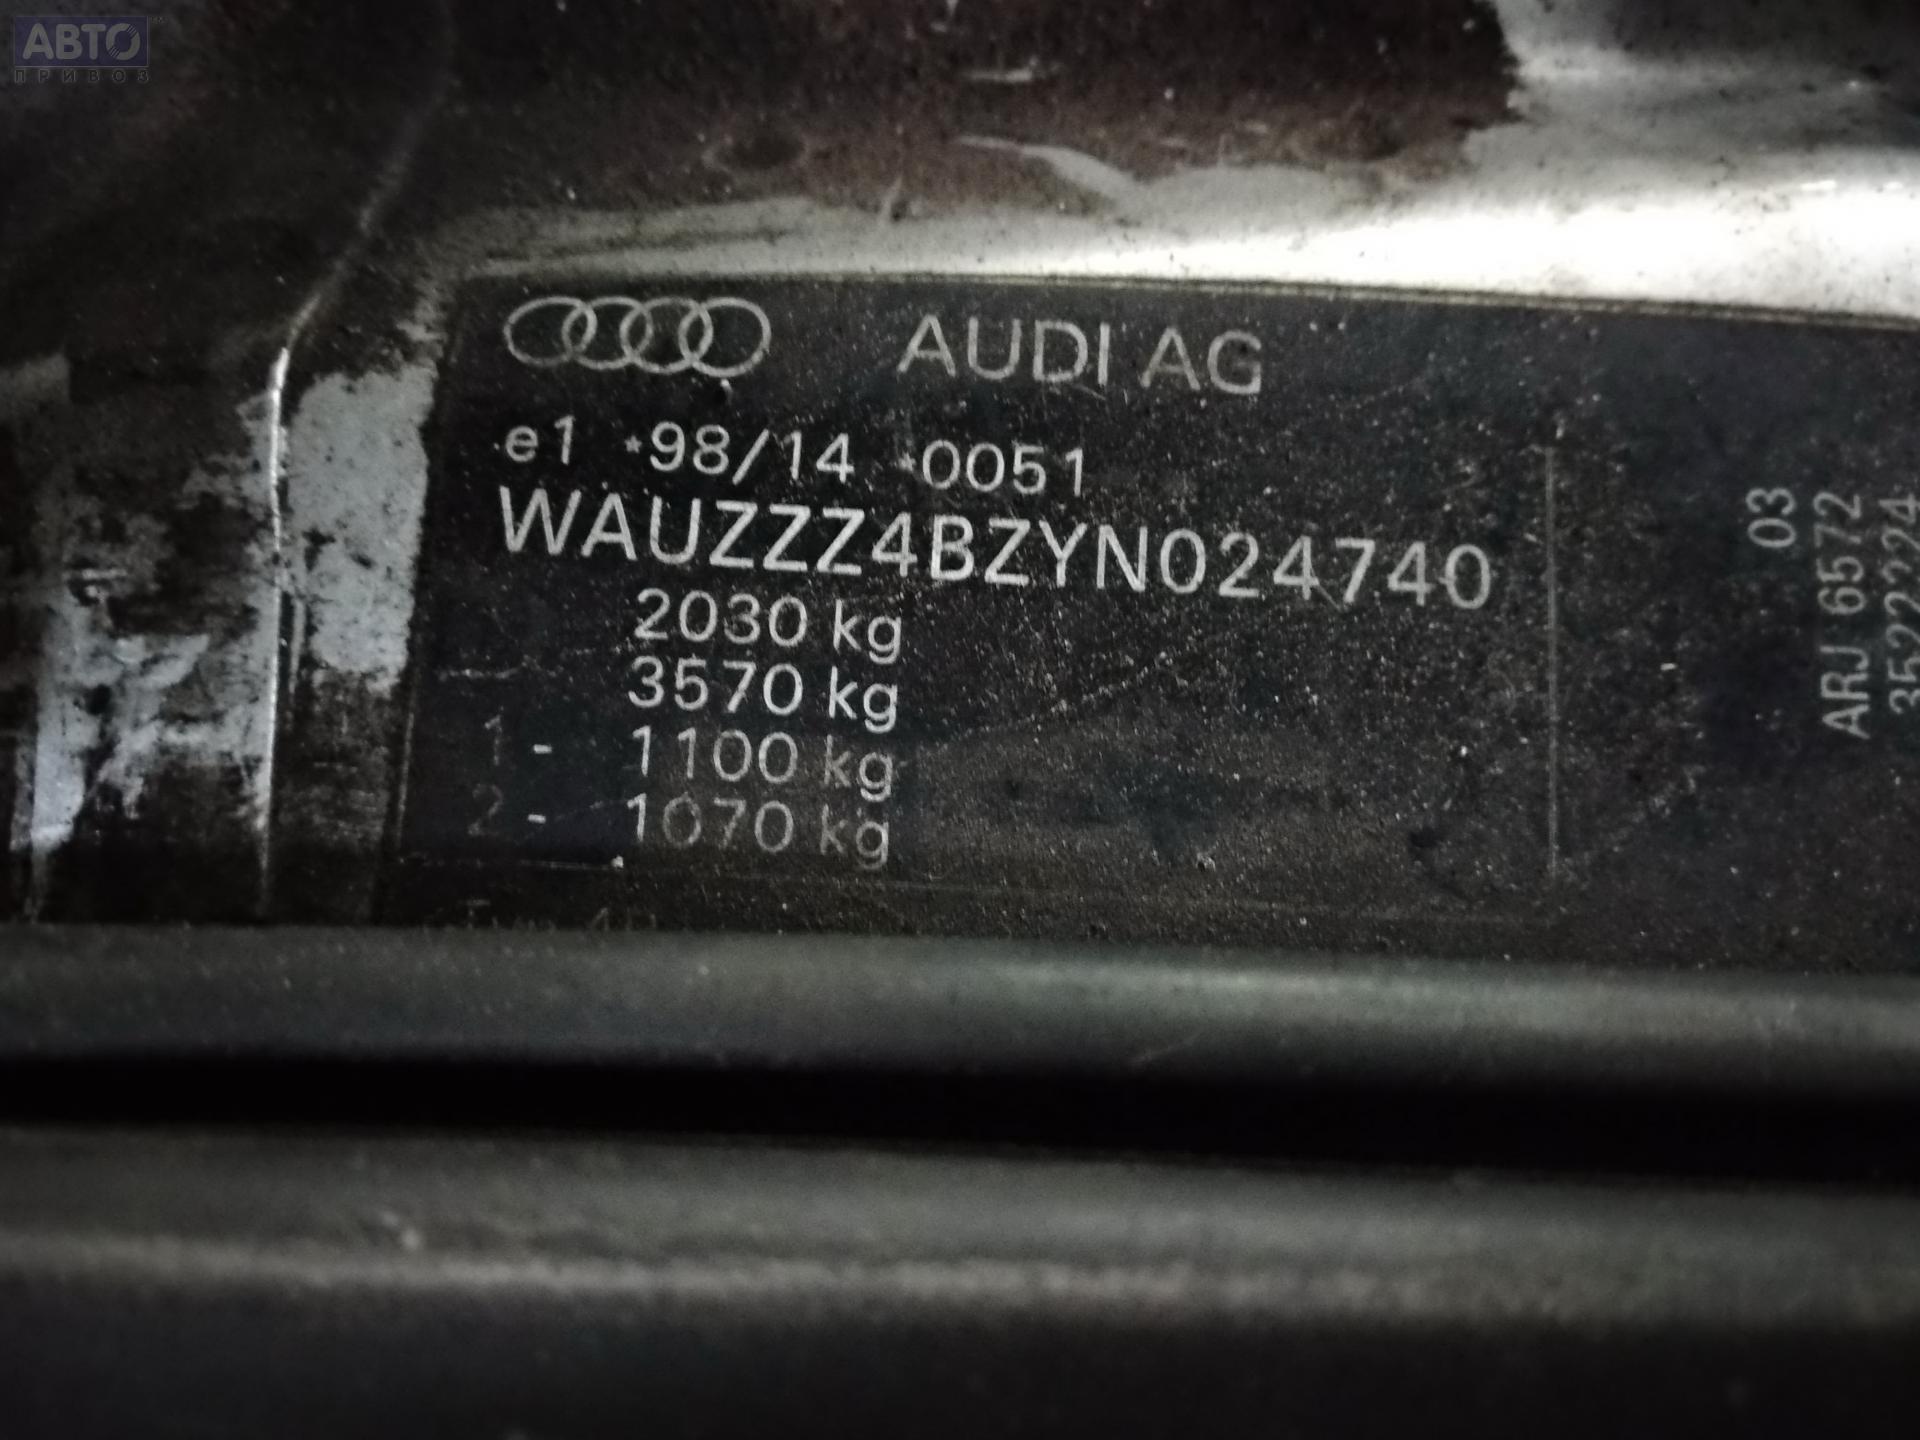 АВТО
ПРИВОЗ
AUDI AG
e1 *98/14 *0051
WAUZZZ4BZYN024740
2030 kg
3570 kg
1 - 1100 kg
2 - 1070 kg
03
ARJ 6572
3522224